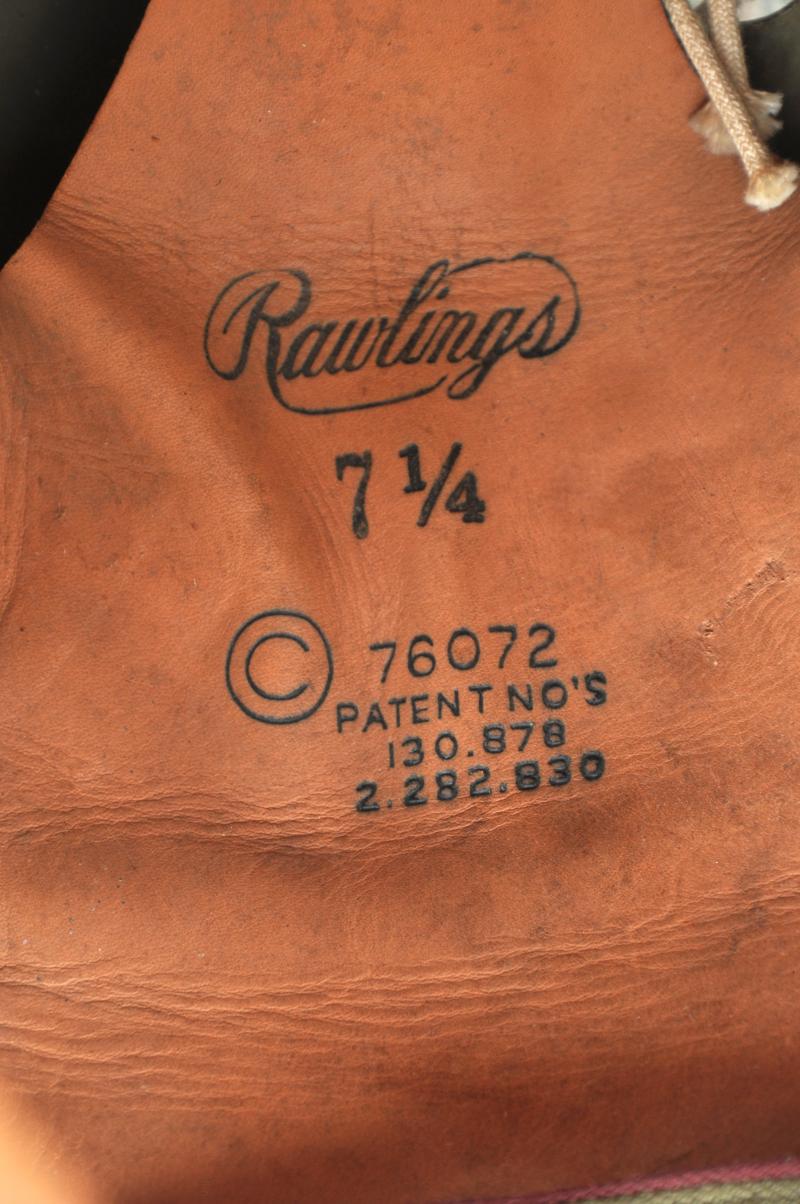 Rawlings
7 1/4
© 76072
PATENT NO'S
130.878
2.282.830